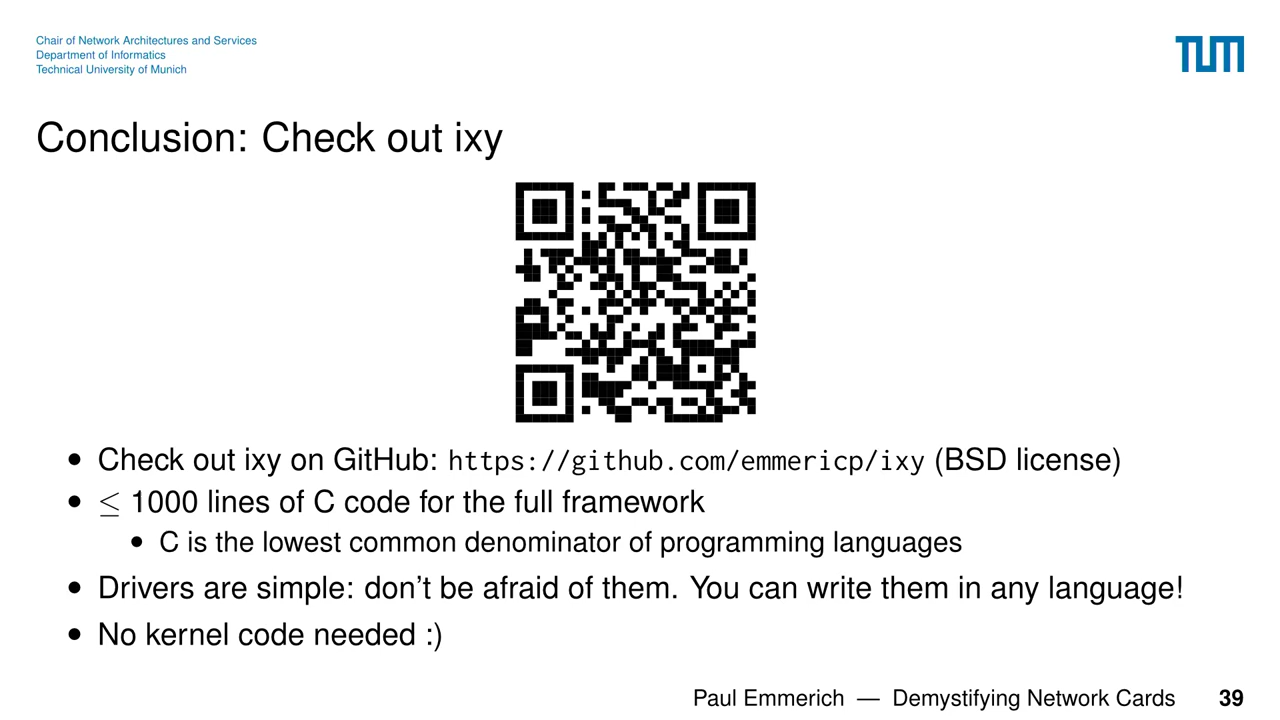 Chair of Network Architectures and Services
Department of Informatics
Technical University of Munich
TUM
Conclusion: Check out ixy
• Check out ixy on GitHub: https://github.com/emmericp/ixy (BSD license)
• ≤ 1000 lines of C code for the full framework
• C is the lowest common denominator of programming languages
• Drivers are simple: don't be afraid of them. You can write them in any language!
• No kernel code needed :)
Paul Emmerich — Demystifying Network Cards 39